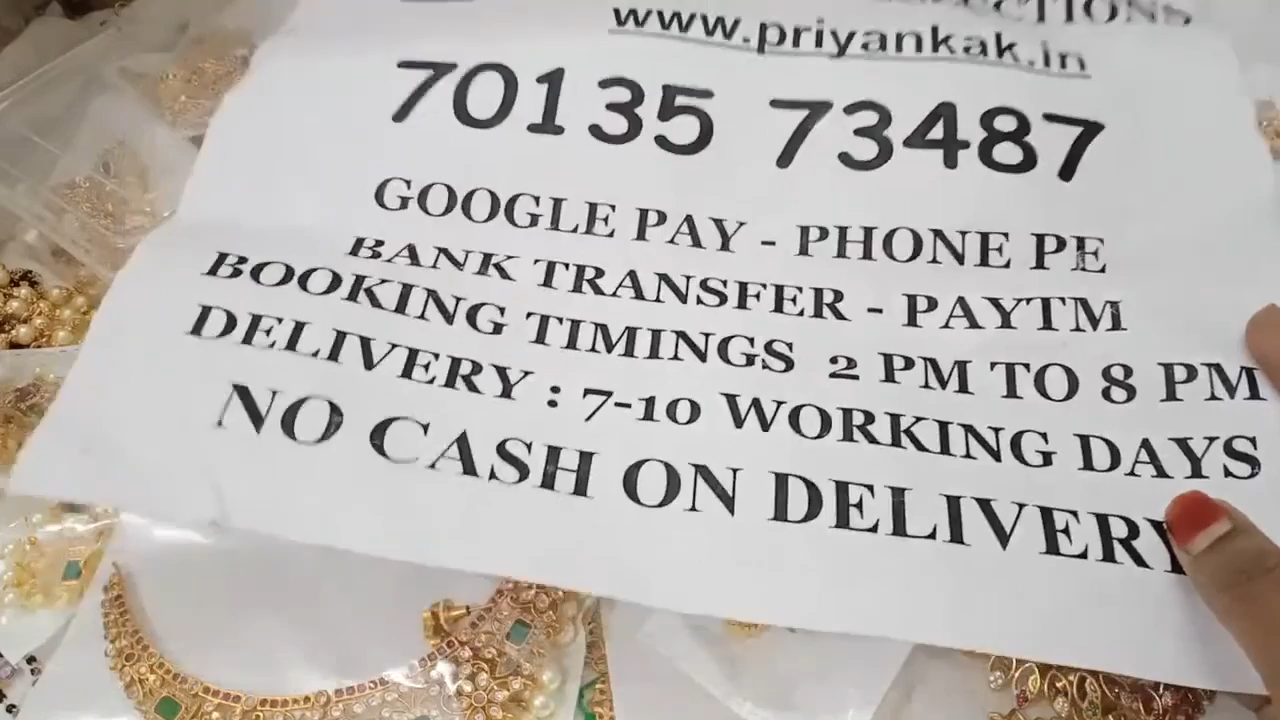 www.priyankak.in
70135 73487
GOOGLE PAY - PHONE PE
BANK TRANSFER - PAYTM
BOOKING TIMINGS 2 PM TO 8 PM
DELIVERY : 7-10 WORKING DAYS
NO CASH ON DELIVERY